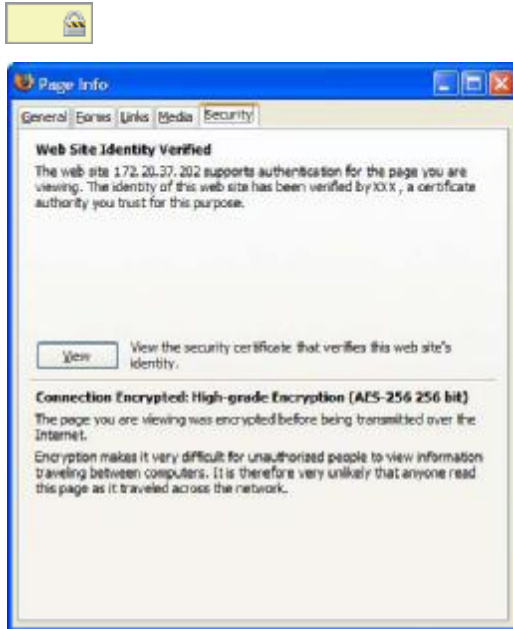 Page Info
General Forms Links Media Security
Web Site Identity Verified
The web site 172.20.37.202 supports authentication for the page you are
viewing. The identity of this web site has been verified by XXX, a certificate
authority you trust for this purpose.
View
View the security certificate that verifies this web site's
identity.
Connection Encrypted: High-grade Encryption (AES-256 256 bit)
The page you are viewing was encrypted before being transmitted over the
Internet.
Encryption makes it very difficult for unauthorized people to view information
traveling between computers. It is therefore very unlikely that anyone read
this page as it traveled across the network.